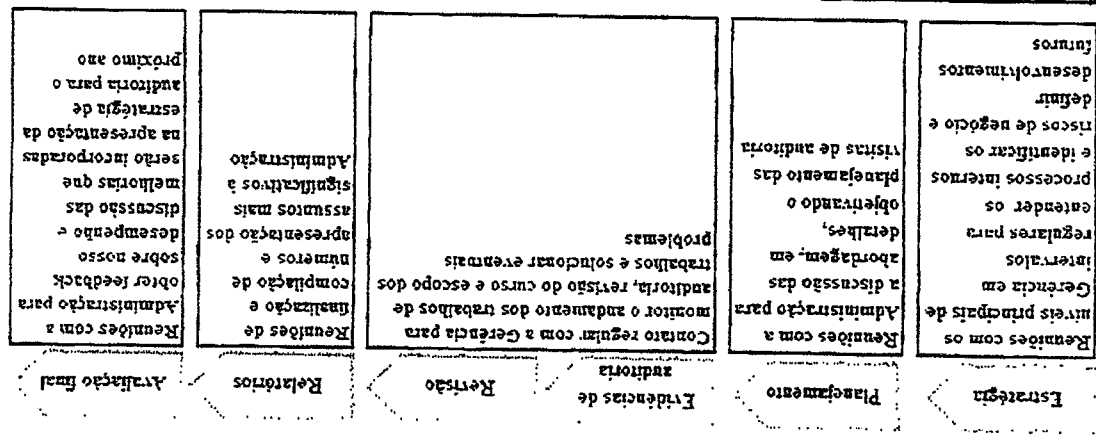 Estratégia
Planejamento
Evidências de
auditoria
Revisão
Relatórios
Avaliação final
Reuniões com os
níveis principais de
Gerência em
intervalos
regulares para
entender os
processos internos
e identificar os
riscos de negócio e
definir
desenvolvimentos
futuros
Reuniões com a
Administração para
a discussão das
abordagem, em
detalhes,
objetivando o
planejamento das
visitas de auditoria
Contato regular com a Gerência para
monitor o andamento dos trabalhos de
auditoria, revisão do curso e escopo dos
trabalhos e solucionar eventuais
problemas
Reuniões de
finalização e
compilação de
números e
apresentação dos
assuntos mais
significativos à
Administração
Reuniões com a
Administração para
obter feedback
sobre nosso
desempenho e
discussão das
melhorias que
serão incorporadas
na apresentação da
estratégia de
auditoria para o
próximo ano